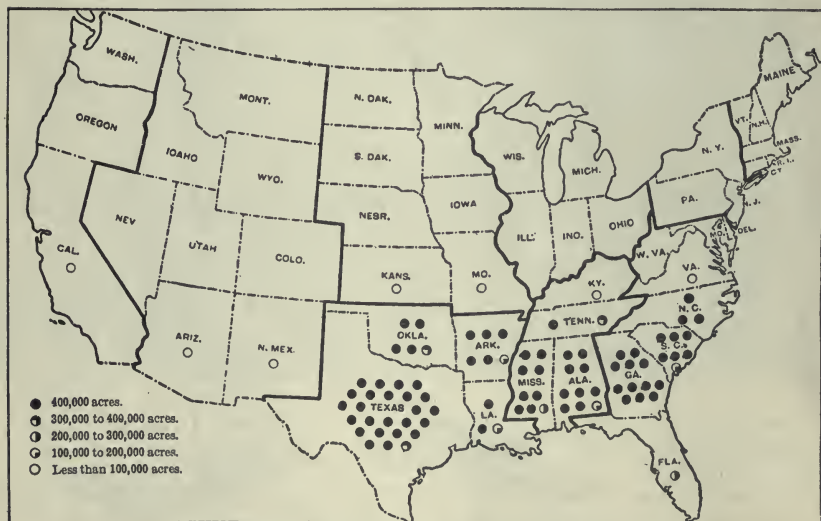 WASH.
MONT.
N. DAK.
MINN.
MAINE
OREGON
IDAHO
S. DAK.
WIS.
MICH.
N. Y.
VT.
N.H.
MASS.
R. I.
CT.
WYO.
NEBR.
IOWA
PA.
N.J.
NEV
UTAH
COLO.
ILL.
IND.
OHIO
W. VA.
MD.
DEL.
CAL.
KANS.
MO.
KY.
VA.
ARIZ.
N. MEX.
OKLA.
ARK.
TENN.
N. C.
S. C.
TEXAS
LA.
MISS.
ALA.
GA.
FLA.
400,000 acres.
300,000 to 400,000 acres.
200,000 to 300,000 acres.
100,000 to 200,000 acres.
Less than 100,000 acres.